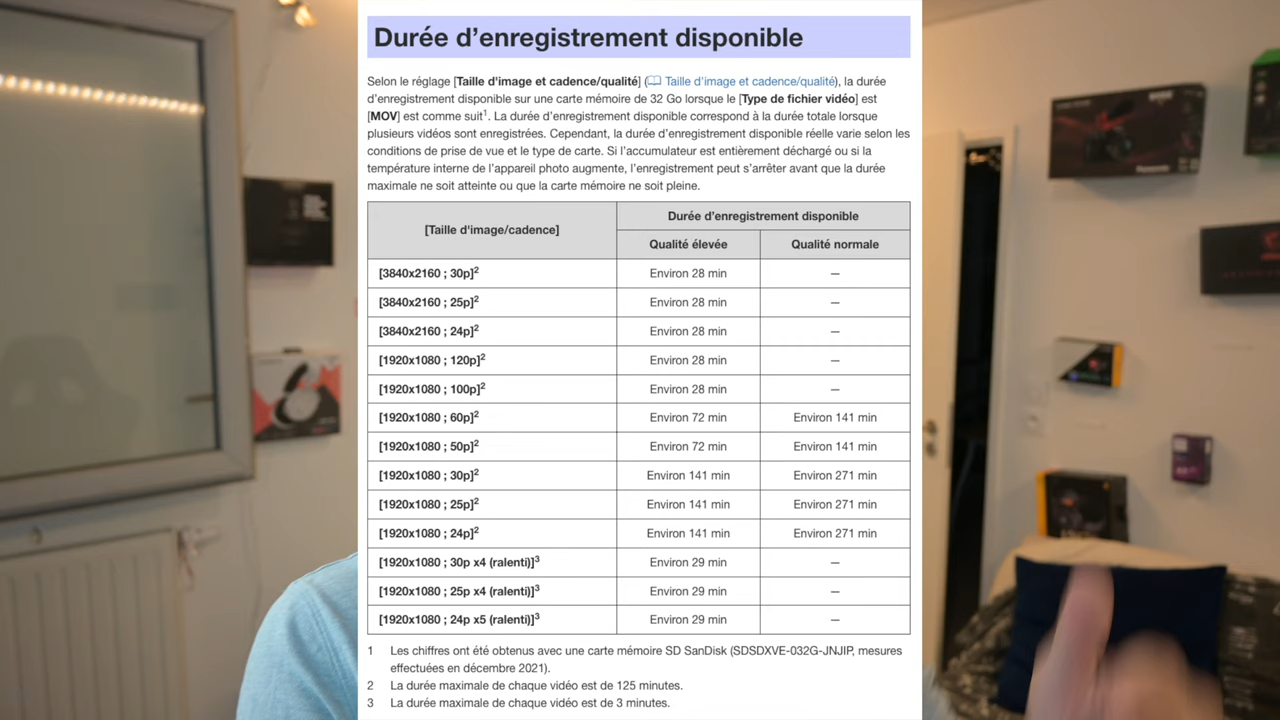 Durée d’enregistrement disponible
Selon le réglage [Taille d'image et cadence/qualité] ( Taille d'image et cadence/qualité), la durée
d’enregistrement disponible sur une carte mémoire de 32 Go lorsque le [Type de fichier vidéo] est
[MOV] est comme suit1. La durée d’enregistrement disponible correspond à la durée totale lorsque
plusieurs vidéos sont enregistrées. Cependant, la durée d’enregistrement disponible réelle varie selon les
conditions de prise de vue et le type de carte. Si l’accumulateur est entièrement déchargé ou si la
température interne de l’appareil photo augmente, l’enregistrement peut s’arrêter avant que la durée
maximale ne soit atteinte ou que la carte mémoire ne soit pleine.
[Taille d'image/cadence] Durée d’enregistrement disponible
Qualité élevée Qualité normale
[3840x2160 ; 30p]2 Environ 28 min —
[3840x2160 ; 25p]2 Environ 28 min —
[3840x2160 ; 24p]2 Environ 28 min —
[1920x1080 ; 120p]2 Environ 28 min —
[1920x1080 ; 100p]2 Environ 28 min —
[1920x1080 ; 60p]2 Environ 72 min Environ 141 min
[1920x1080 ; 50p]2 Environ 72 min Environ 141 min
[1920x1080 ; 30p]2 Environ 141 min Environ 271 min
[1920x1080 ; 25p]2 Environ 141 min Environ 271 min
[1920x1080 ; 24p]2 Environ 141 min Environ 271 min
[1920x1080 ; 30p x4 (ralenti)]3 Environ 29 min —
[1920x1080 ; 25p x4 (ralenti)]3 Environ 29 min —
[1920x1080 ; 24p x5 (ralenti)]3 Environ 29 min —
1 Les chiffres ont été obtenus avec une carte mémoire SD SanDisk (SDSDXVE-032G-JNJIP, mesures
effectuées en décembre 2021).
2 La durée maximale de chaque vidéo est de 125 minutes.
3 La durée maximale de chaque vidéo est de 3 minutes.